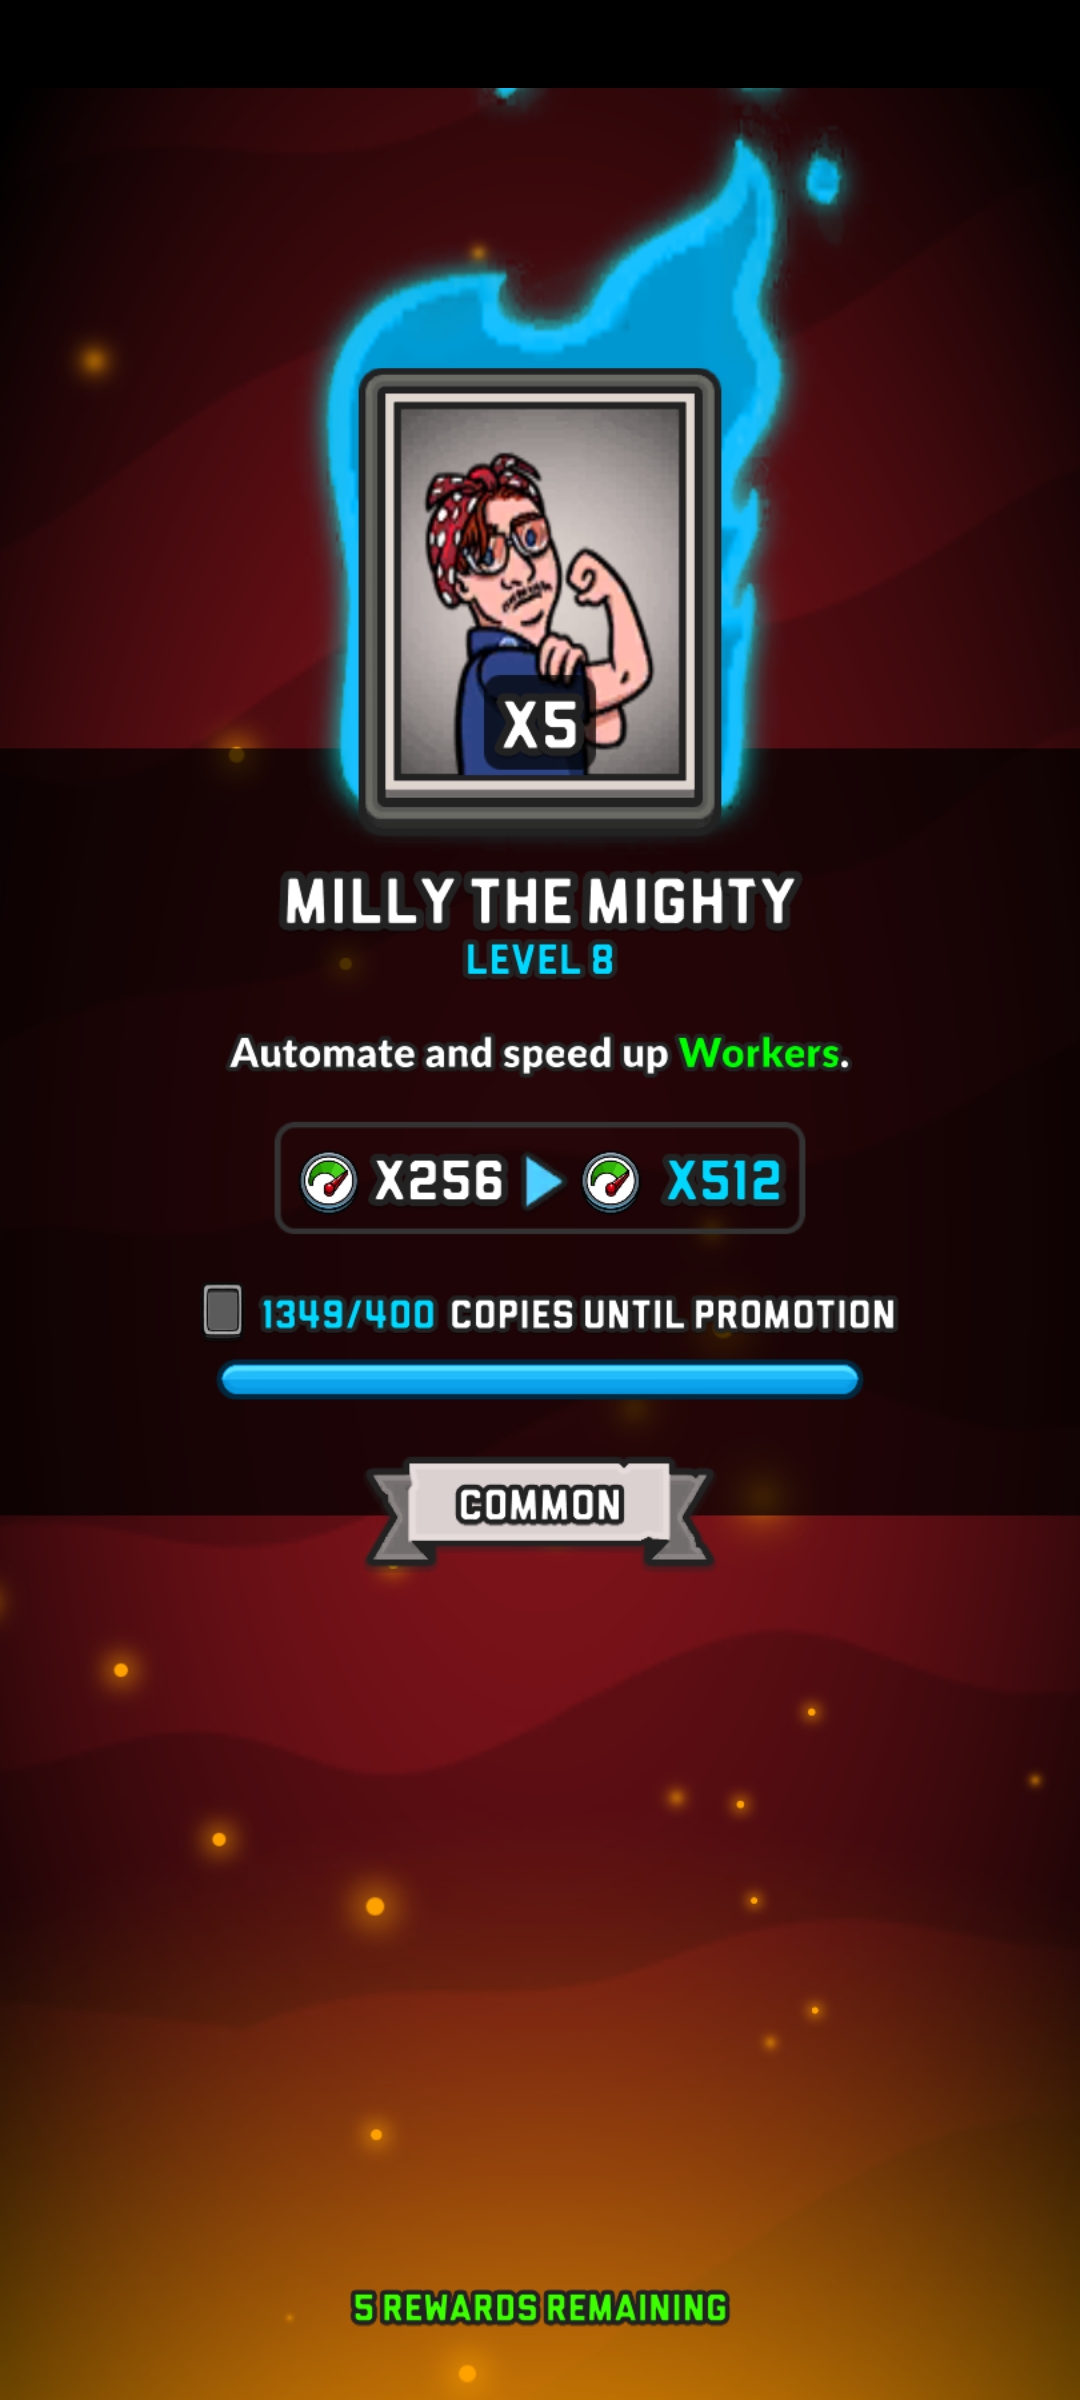 X5
MILLY THE MIGHTY
LEVEL 8
Automate and speed up Workers.
X256 X512
1349/400 COPIES UNTIL PROMOTION
COMMON
5 REWARDS REMAINING